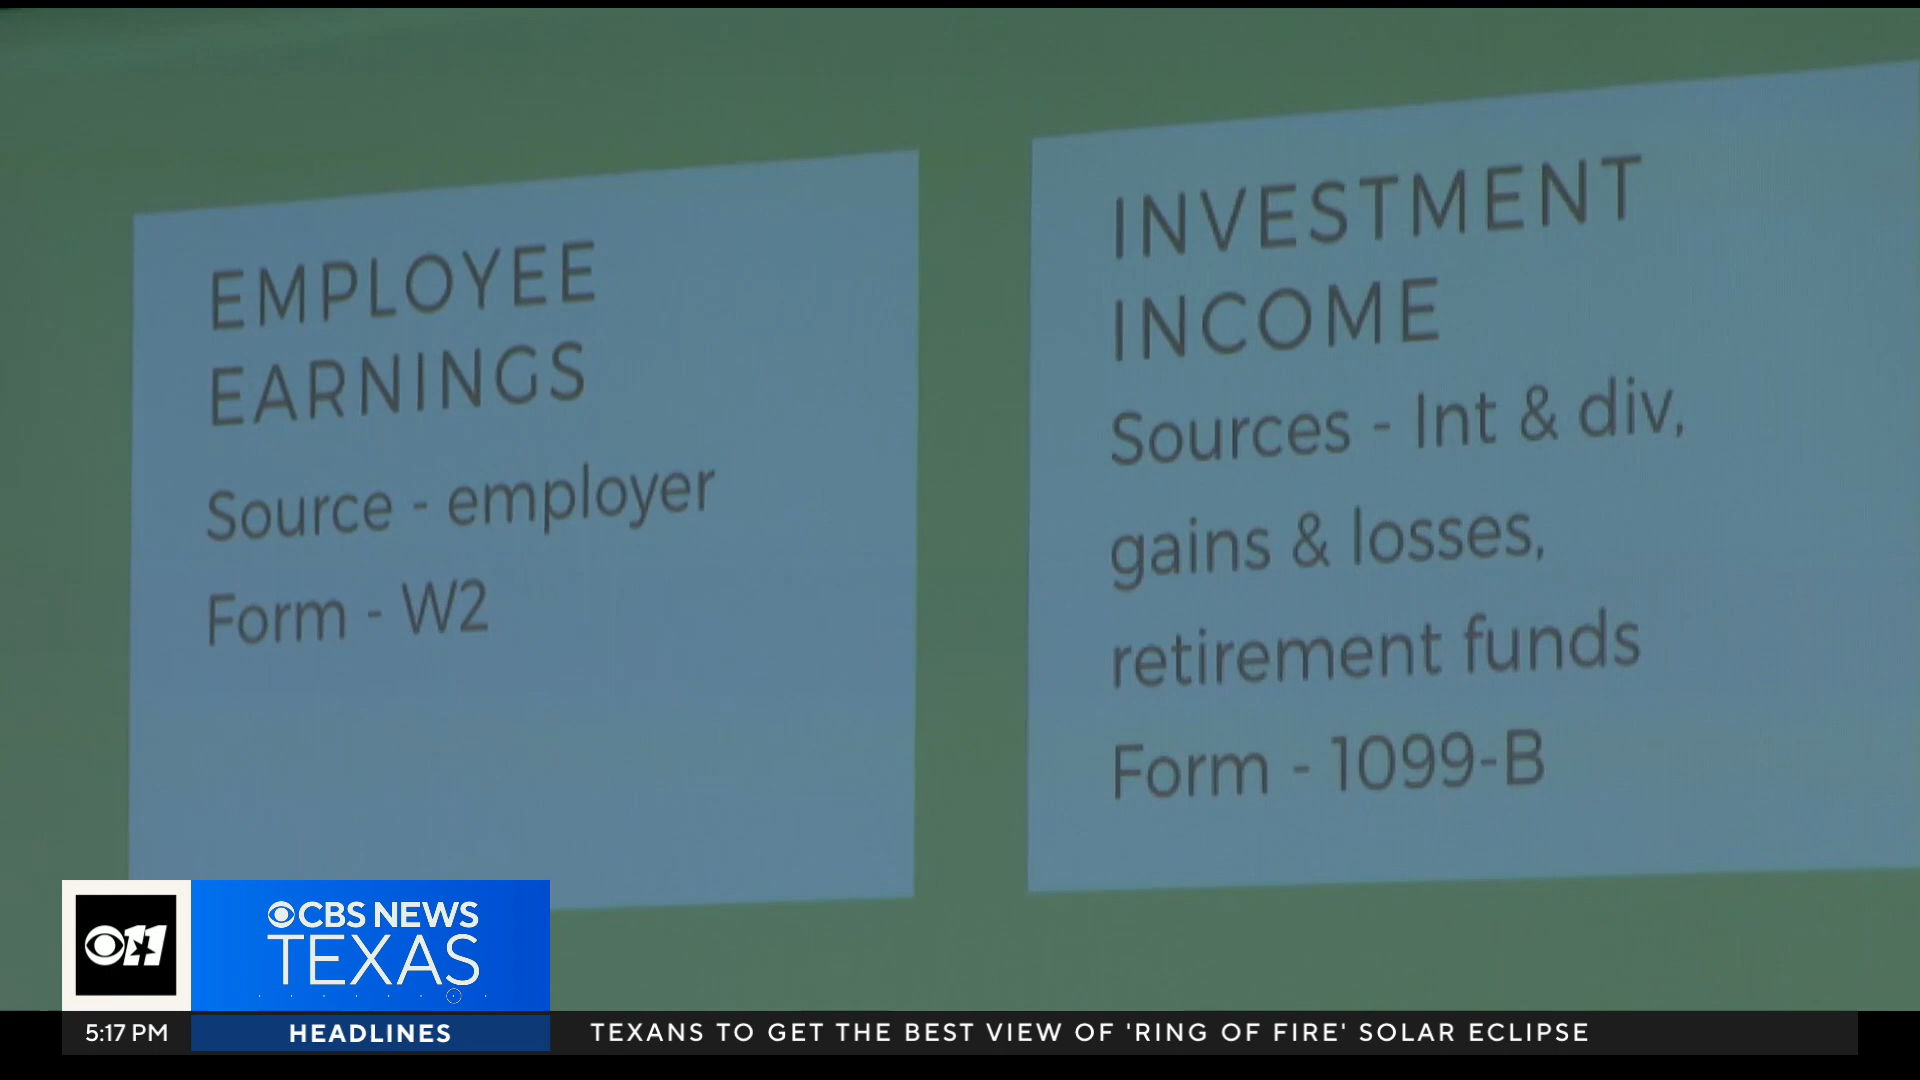 EMPLOYEE
EARNINGS
Source - employer
Form - W2
INVESTMENT
INCOME
Sources - Int & div,
gains & losses,
retirement funds
Form - 1099-B
11
CBS NEWS
TEXAS
5:17 PM
HEADLINES
TEXANS TO GET THE BEST VIEW OF 'RING OF FIRE' SOLAR ECLIPSE